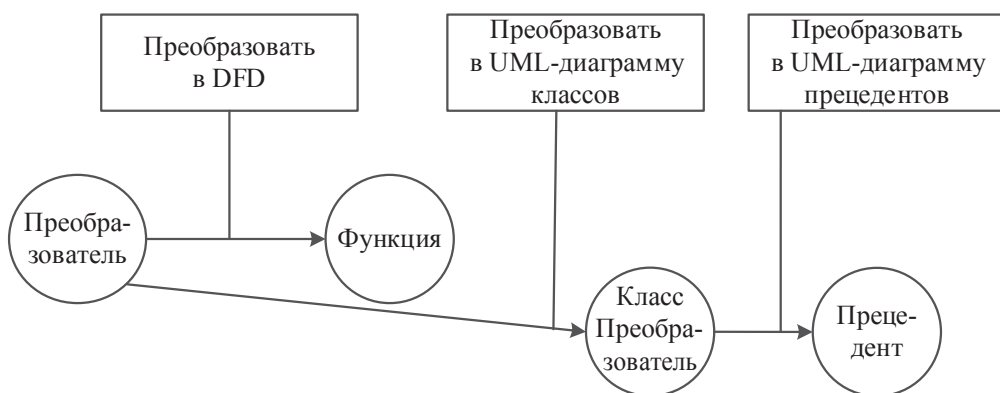 Преобразовать
в DFD
Преобразовать
в UML-диаграмму
классов
Преобразовать
в UML-диаграмму
прецедентов
Преобра-
зователь
Функция
Класс
Преобра-
зователь
Преце-
дент